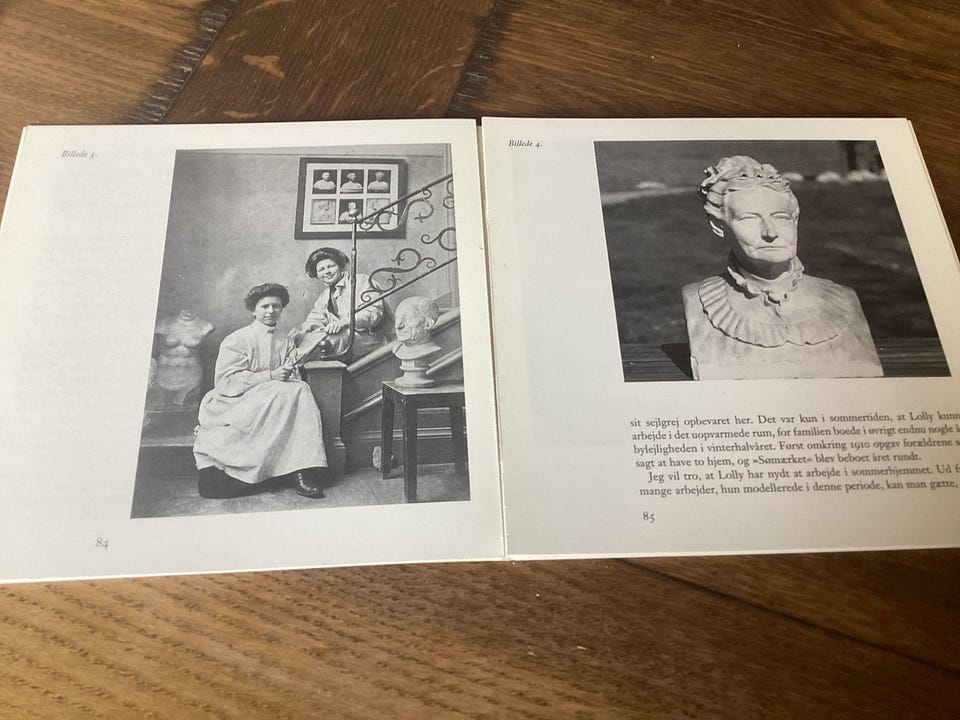 Billede 3.
84
Billede 4.
sit sejlgrej opbevaret her. Det var kun i sommertiden, at Lolly
arbejde i det uopvarmede rum, for familien boede i øvrigt endnu nogle
bylejligheden i vinterhalvåret. Først omkring 1910 opgav forældrene
sagt at have to hjem, og »Sømærket« blev beboet året rundt.
Jeg vil tro, at Lolly har nydt at arbejde i sommerhjemmet. Ud
mange arbejder, hun modellerede i denne periode, kan man gætte,
85